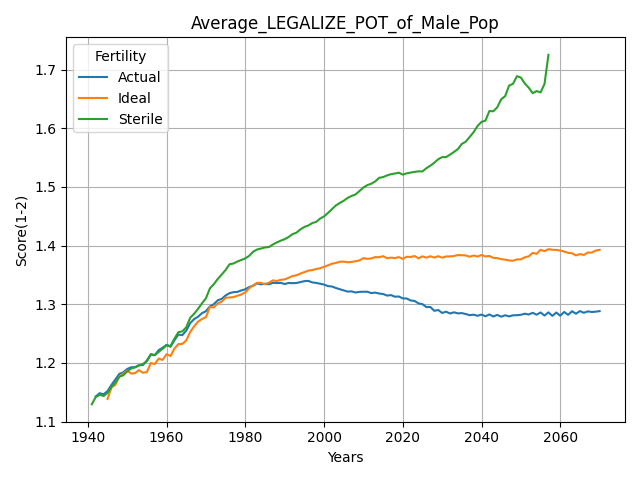 Average_LEGALIZE_POT_of_Male_Pop
Fertility
Actual
Ideal
Sterile
Score(1-2)
1.7
1.6
1.5
1.4
1.3
1.2
1.1
1940 1960 1980 2000 2020 2040 2060
Years